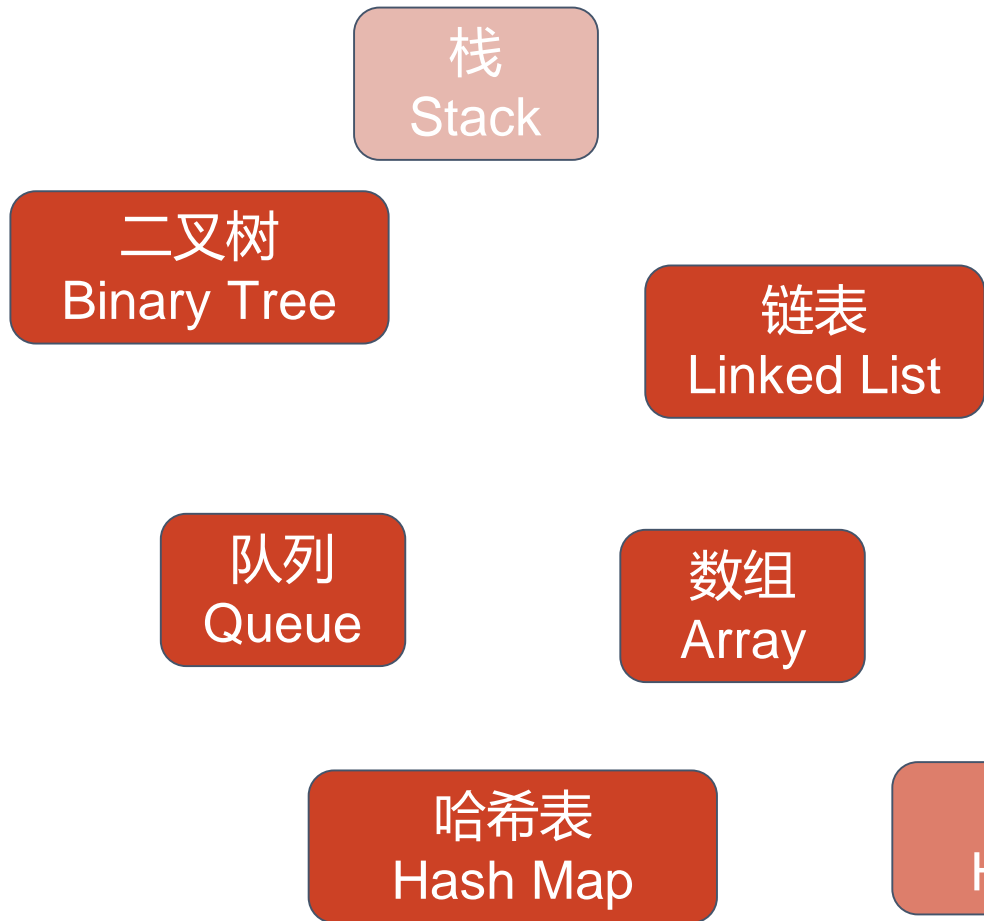 栈
Stack
二叉树
Binary Tree
链表
Linked List
队列
Queue
数组
Array
哈希表
Hash Map